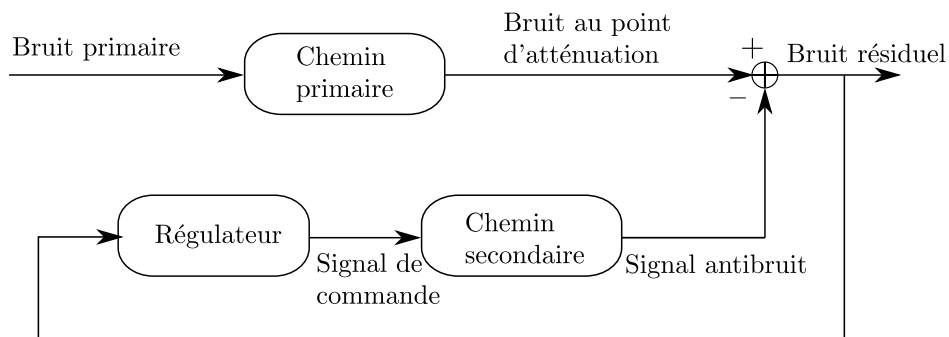 Bruit primaire
Chemin
primaire
Bruit au point
d'atténuation
+
−
Bruit résiduel
Régulateur
Signal de
commande
Chemin
secondaire
Signal antibruit